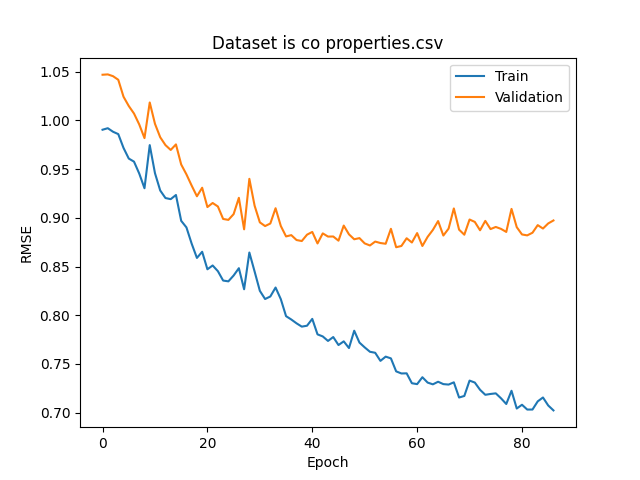 Dataset is co properties.csv
Train
Validation
RMSE
1.05
1.00
0.95
0.90
0.85
0.80
0.75
0.70
0 20 40 60 80
Epoch